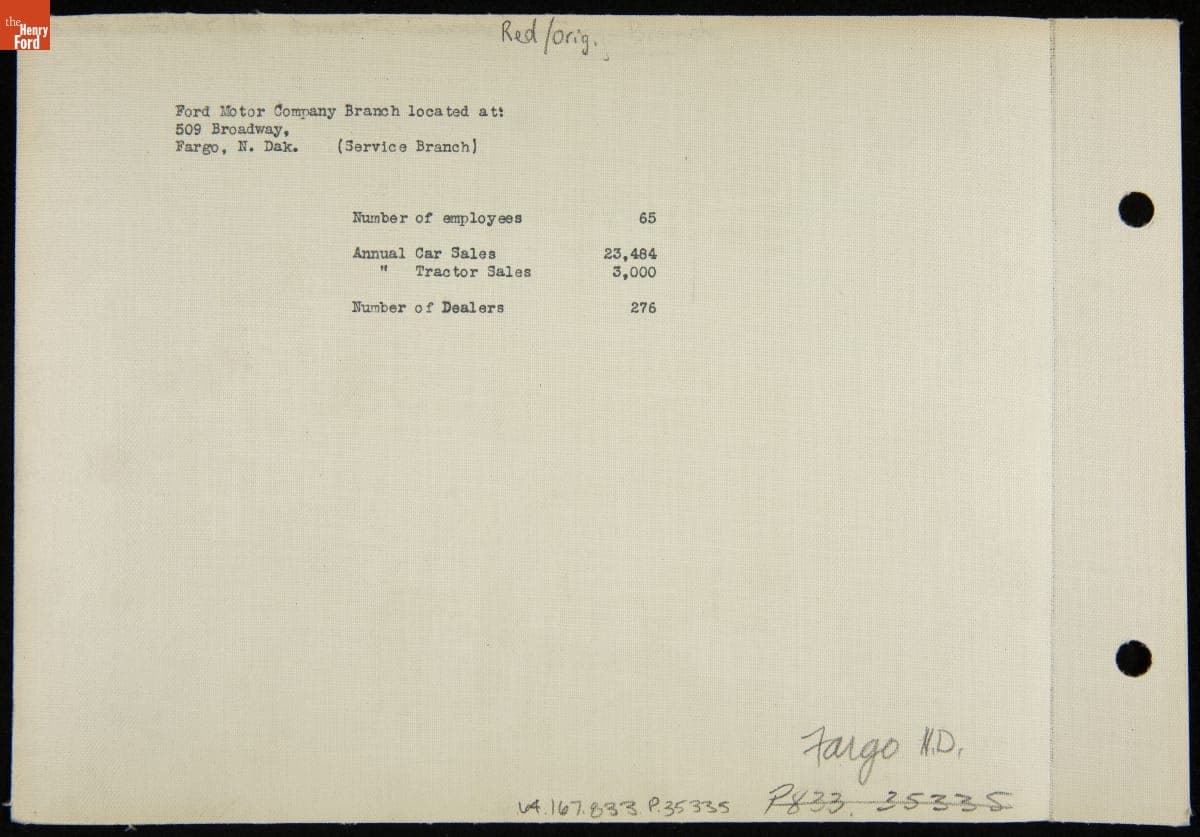 the
Henry
Ford
Red/orig.
Ford Motor Company Branch located at:
509 Broadway,
Fargo, N. Dak. (Service Branch)
Number of employees 65
Annual Car Sales 23,484
" Tractor Sales 3,000
Number of Dealers 276
Fargo N.D.
V4.167.833.P.35335 P833. 35335